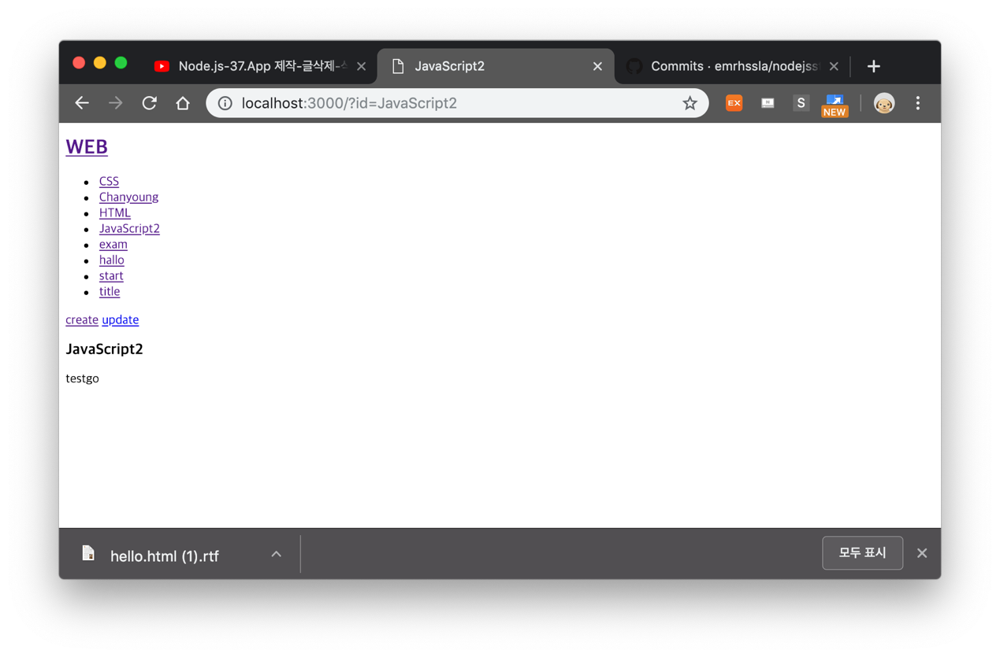 Node.js-37.App 제작-글삭제- JavaScript2 Commits · emrhssla/nodejsst
localhost:3000/?id=JavaScript2 EX S NEW
WEB
CSS
Chanyoung
HTML
JavaScript2
exam
hallo
start
title
create update
JavaScript2
testgo
hello.html (1).rtf 모두 표시